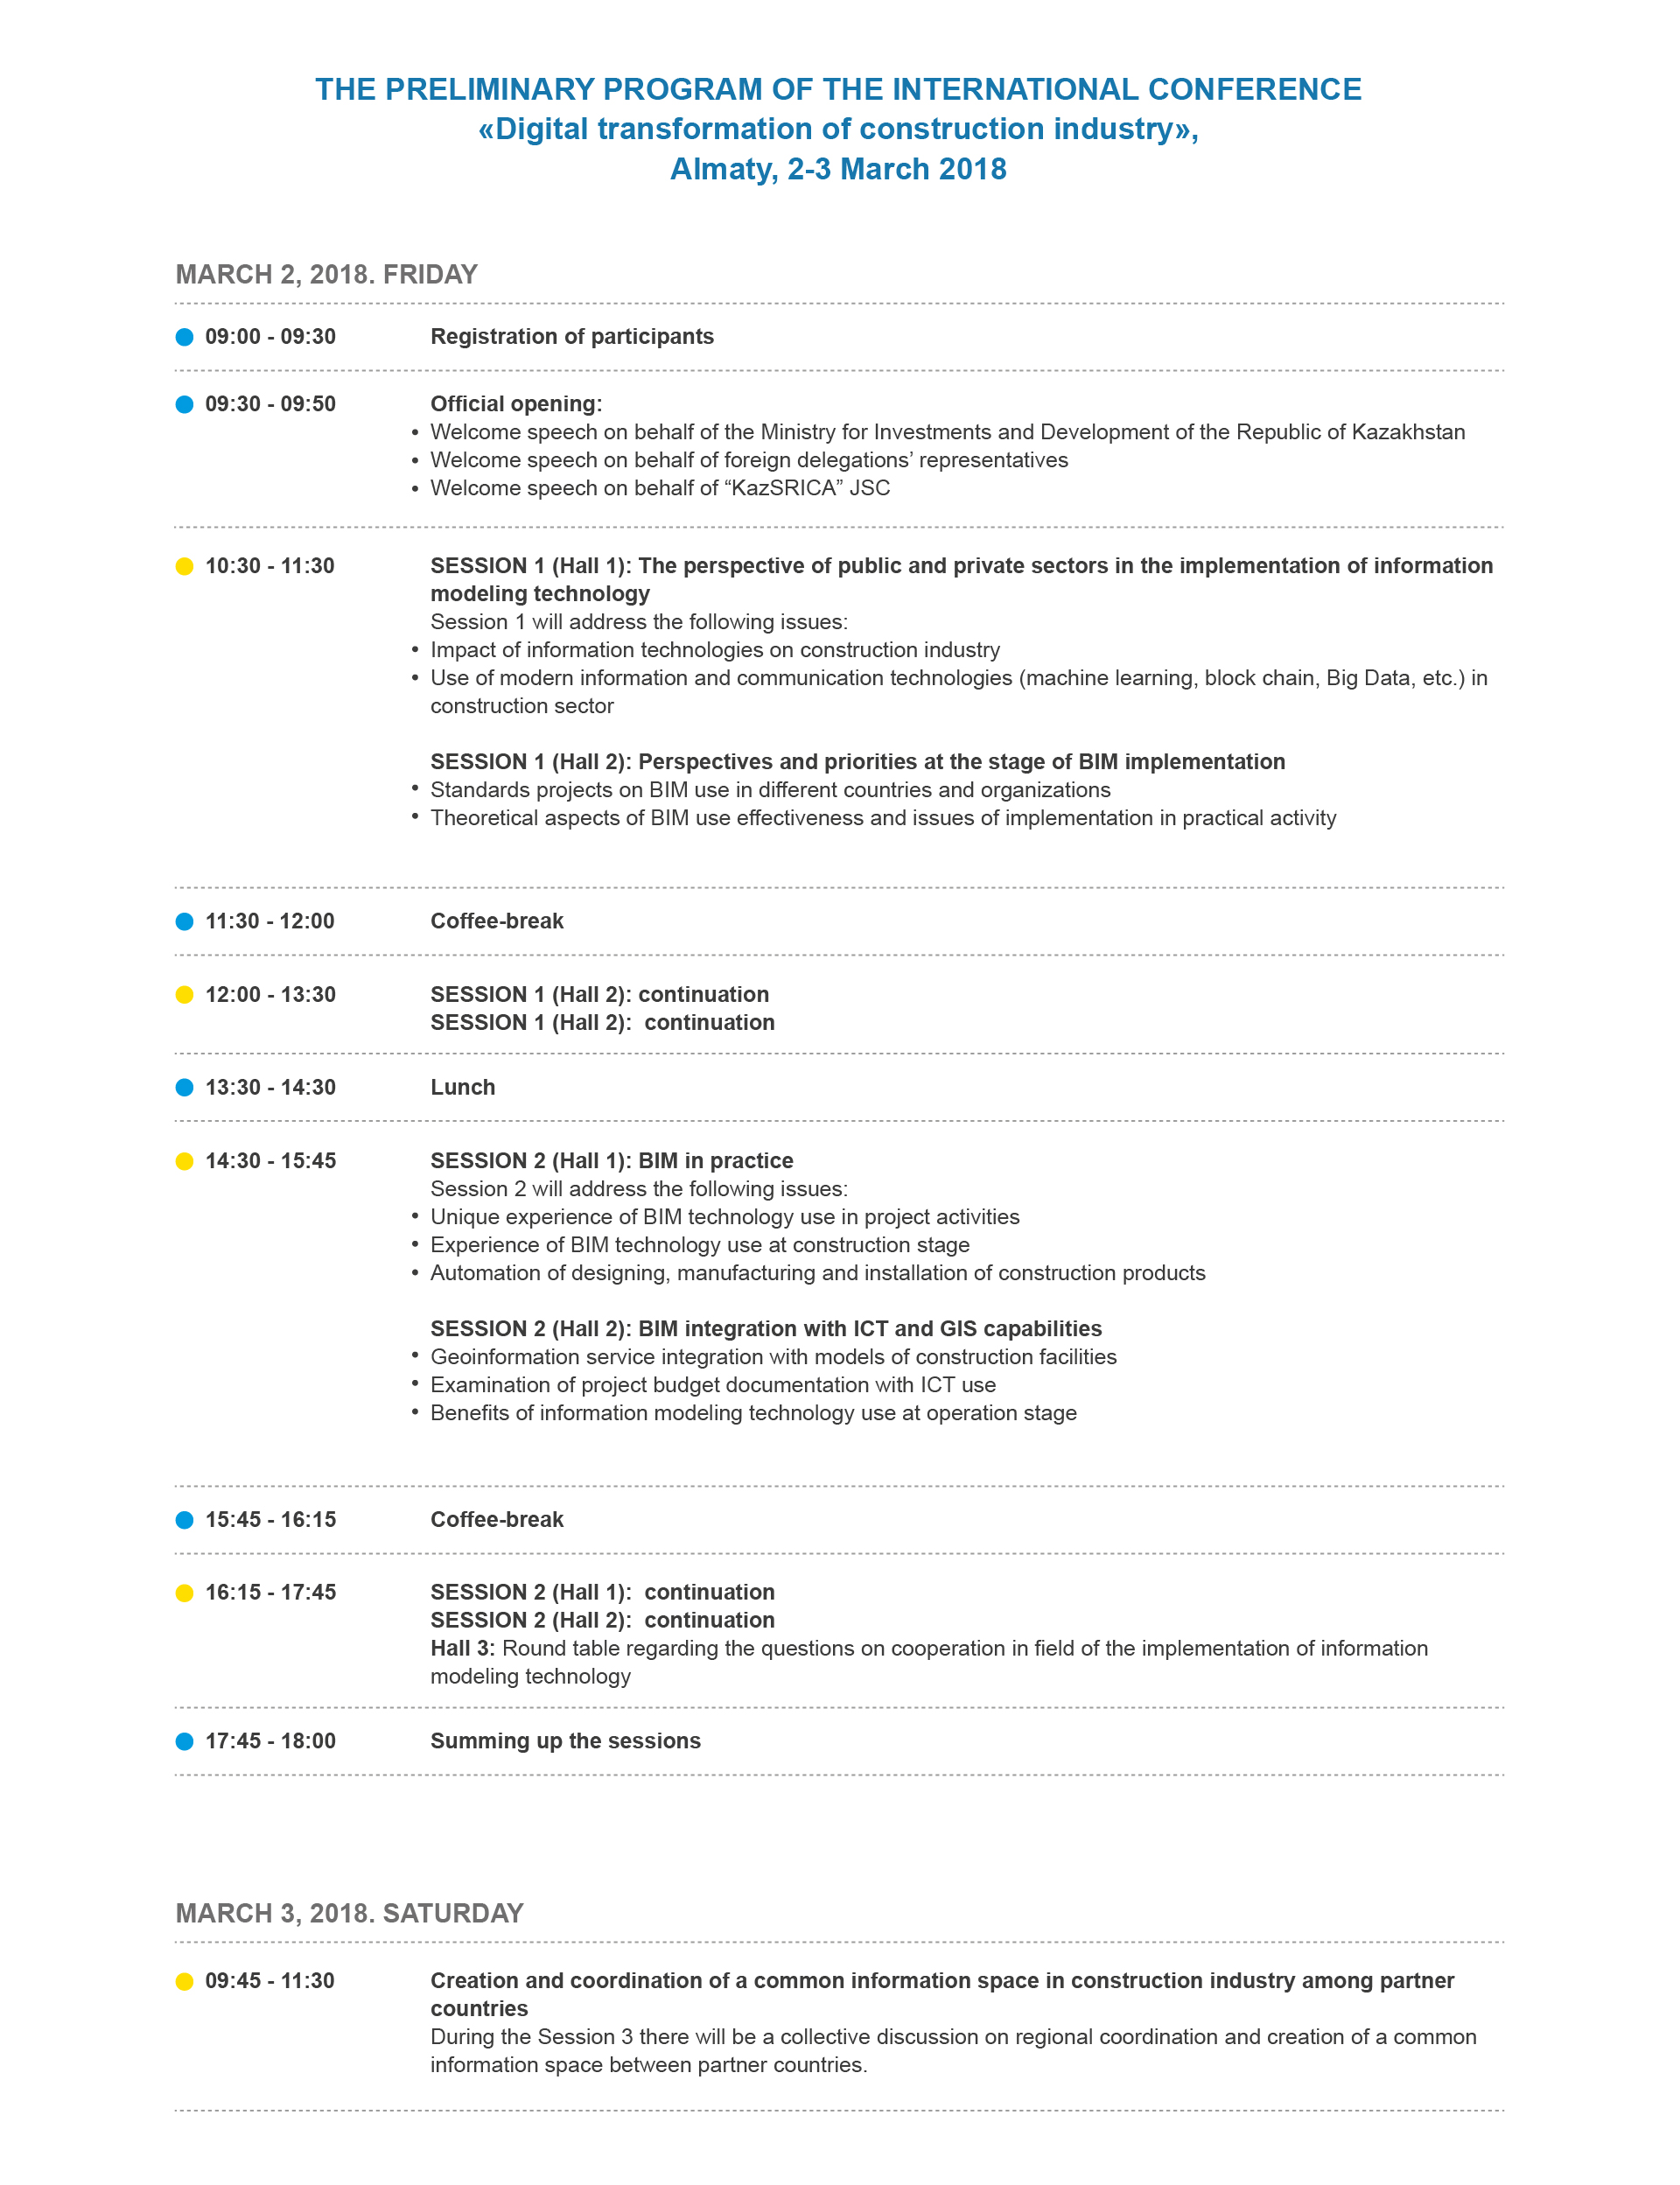 THE PRELIMINARY PROGRAM OF THE INTERNATIONAL CONFERENCE
«Digital transformation of construction industry»,
Almaty, 2-3 March 2018
MARCH 2, 2018. FRIDAY
09:00 - 09:30 Registration of participants
09:30 - 09:50 Official opening:
• Welcome speech on behalf of the Ministry for Investments and Development of the Republic of Kazakhstan
• Welcome speech on behalf of foreign delegations’ representatives
• Welcome speech on behalf of “KazSRICA” JSC
10:30 - 11:30 SESSION 1 (Hall 1): The perspective of public and private sectors in the implementation of information
modeling technology
Session 1 will address the following issues:
• Impact of information technologies on construction industry
• Use of modern information and communication technologies (machine learning, block chain, Big Data, etc.) in
construction sector
SESSION 1 (Hall 2): Perspectives and priorities at the stage of BIM implementation
• Standards projects on BIM use in different countries and organizations
• Theoretical aspects of BIM use effectiveness and issues of implementation in practical activity
11:30 - 12:00 Coffee-break
12:00 - 13:30 SESSION 1 (Hall 2): continuation
SESSION 1 (Hall 2): continuation
13:30 - 14:30 Lunch
14:30 - 15:45 SESSION 2 (Hall 1): BIM in practice
Session 2 will address the following issues:
• Unique experience of BIM technology use in project activities
• Experience of BIM technology use at construction stage
• Automation of designing, manufacturing and installation of construction products
SESSION 2 (Hall 2): BIM integration with ICT and GIS capabilities
• Geoinformation service integration with models of construction facilities
• Examination of project budget documentation with ICT use
• Benefits of information modeling technology use at operation stage
15:45 - 16:15 Coffee-break
16:15 - 17:45 SESSION 2 (Hall 1): continuation
SESSION 2 (Hall 2): continuation
Hall 3: Round table regarding the questions on cooperation in field of the implementation of information
modeling technology
17:45 - 18:00 Summing up the sessions
MARCH 3, 2018. SATURDAY
09:45 - 11:30 Creation and coordination of a common information space in construction industry among partner
countries
During the Session 3 there will be a collective discussion on regional coordination and creation of a common
information space between partner countries.